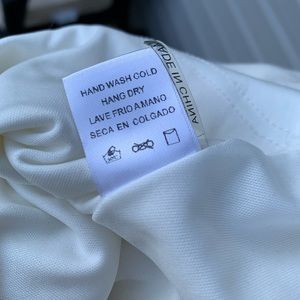 HAND WASH COLD
HANG DRY
LAVE FRIO A MANO
SECA EN COLGADO
MADE IN CHINA